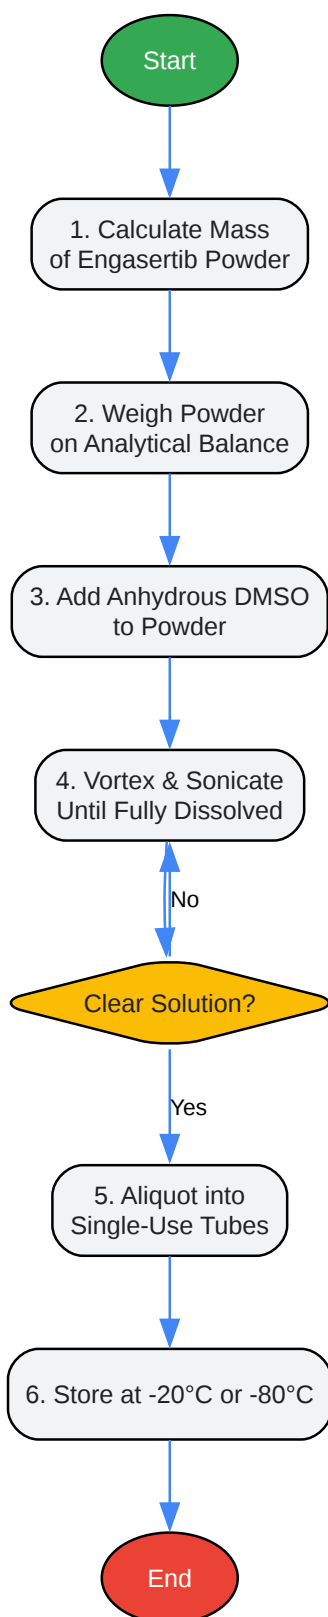 Start
1. Calculate Mass
of Engasertib Powder
2. Weigh Powder
on Analytical Balance
3. Add Anhydrous DMSO
to Powder
4. Vortex & Sonicate
Until Fully Dissolved
No
Clear Solution?
Yes
5. Aliquot into
Single-Use Tubes
6. Store at -20°C or -80°C
End